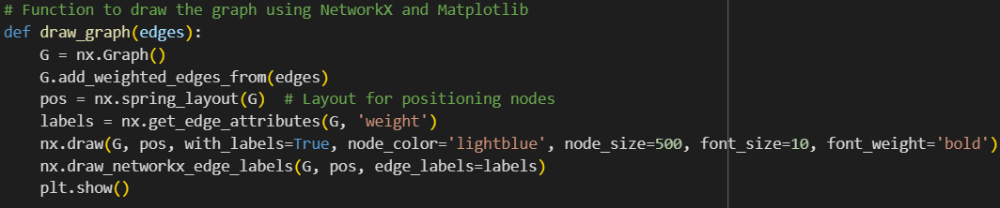 # Function to draw the graph using NetworkX and Matplotlib
def draw_graph(edges):
    G = nx.Graph()
    G.add_weighted_edges_from(edges)
    pos = nx.spring_layout(G)  # Layout for positioning nodes
    labels = nx.get_edge_attributes(G, 'weight')
    nx.draw(G, pos, with_labels=True, node_color='lightblue', node_size=500, font_size=10, font_weight='bold')
    nx.draw_networkx_edge_labels(G, pos, edge_labels=labels)
    plt.show()